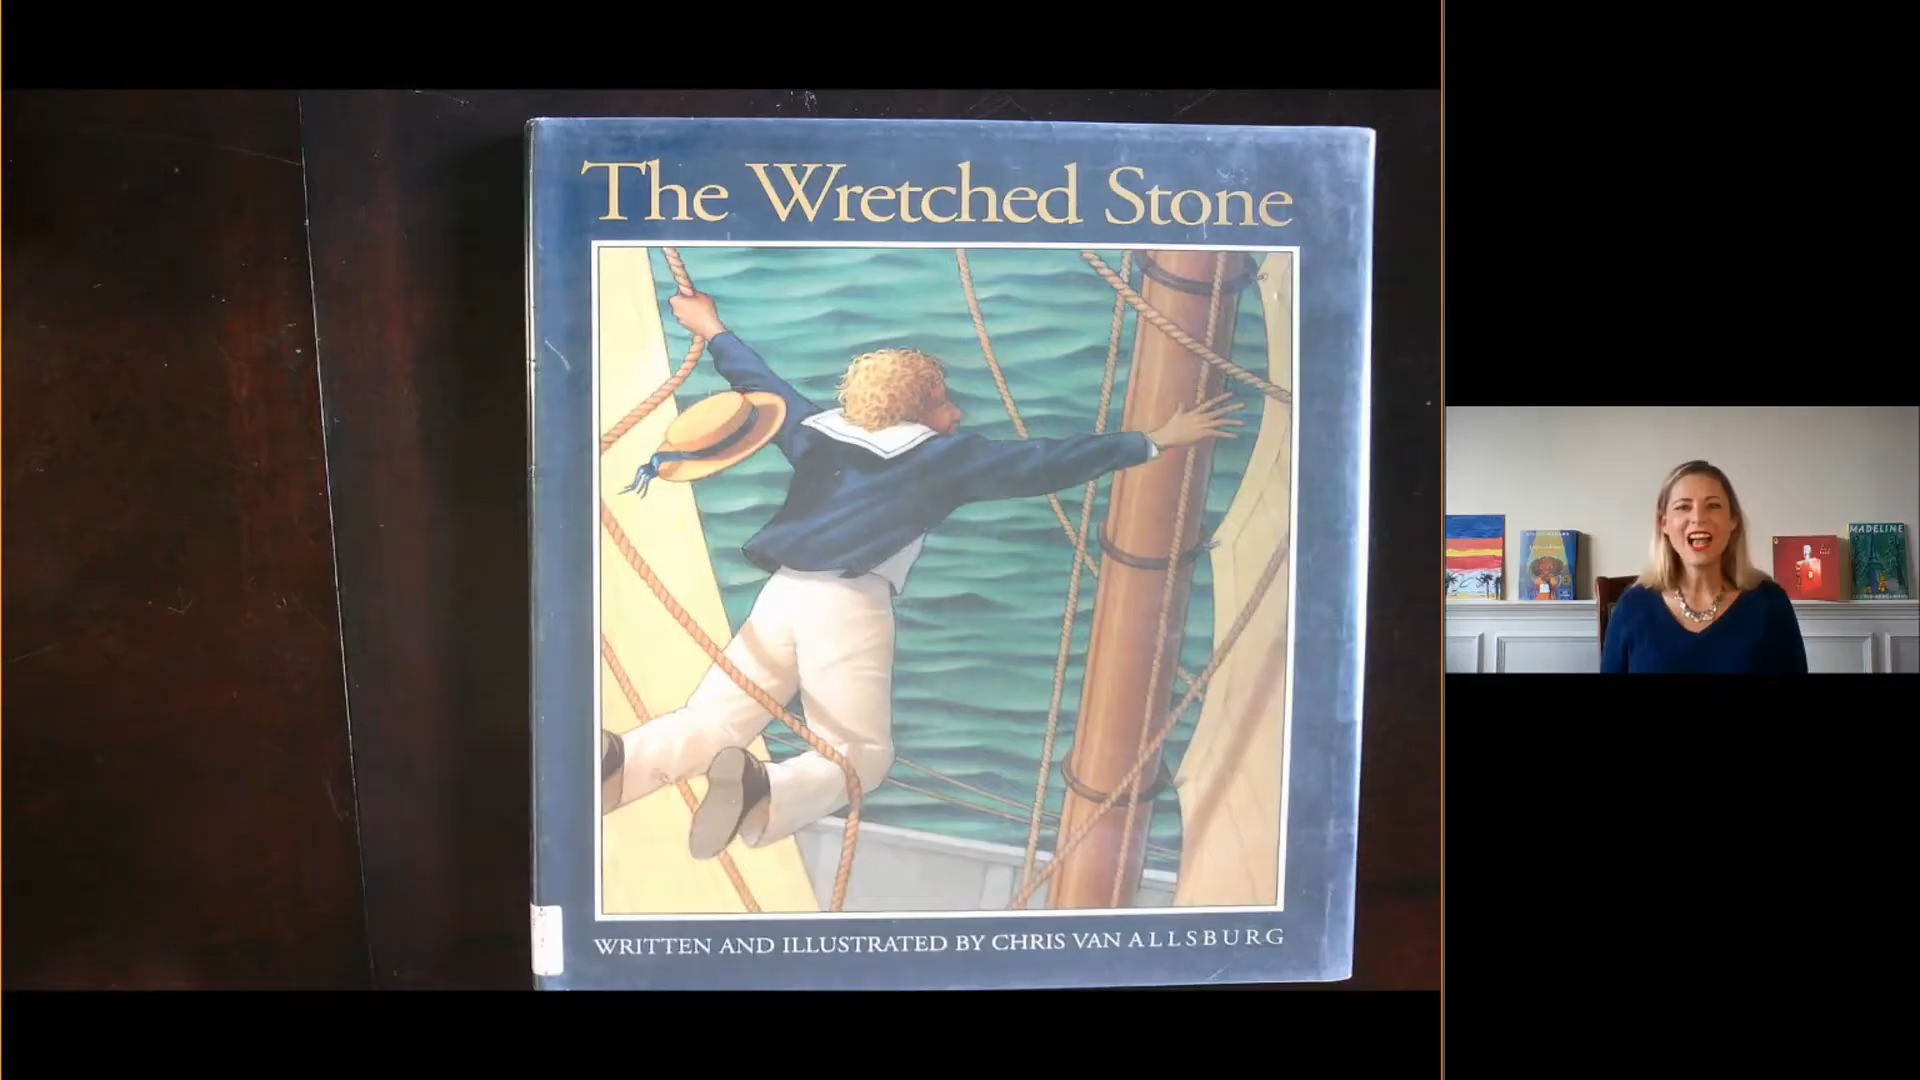 The Wretched Stone
WRITTEN AND ILLUSTRATED BY CHRIS VAN ALLSBURG
MADELINE